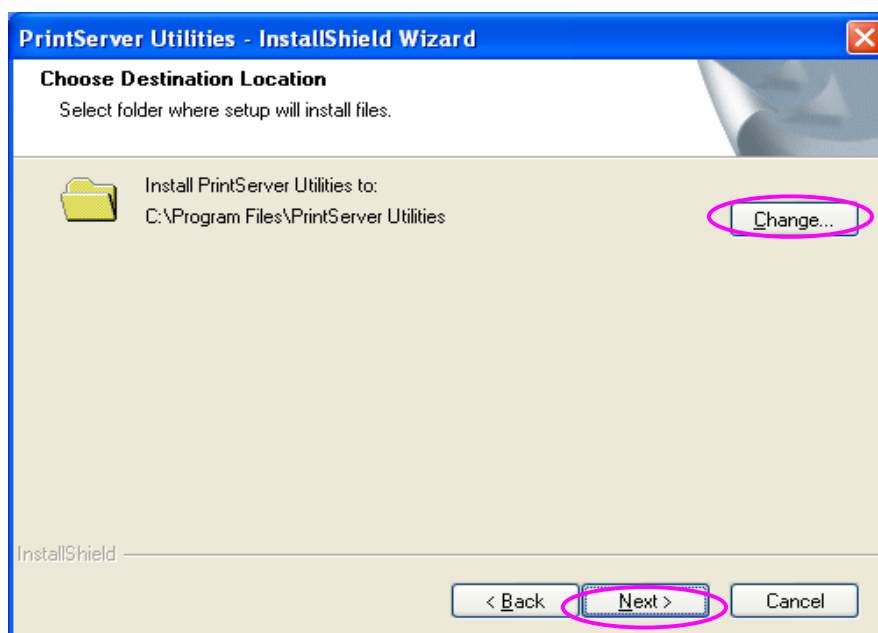 PrintServer Utilities - InstallShield Wizard
Choose Destination Location
Select folder where setup will install files.
Install PrintServer Utilities to:
C:\Program Files\PrintServer Utilities
Change...
InstallShield
< Back
Next >
Cancel